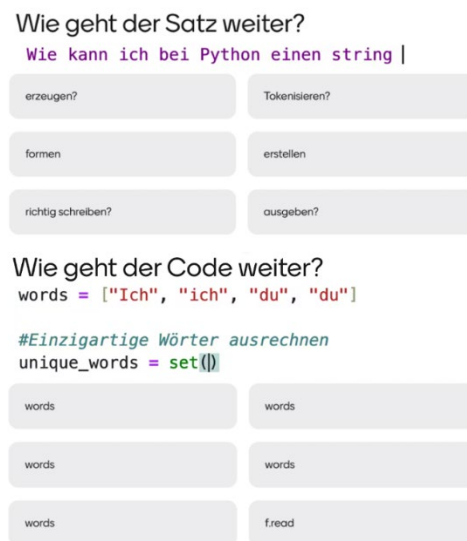 Wie geht der Satz weiter?
Wie kann ich bei Python einen string
erzeugen? Tokenisieren?
formen erstellen
richtig schreiben? ausgeben?
Wie geht der Code weiter?
words = ["Ich", "ich", "du", "du"]
#Einzigartige Wörter ausrechnen
unique_words = set()
words words
words words
words f.read